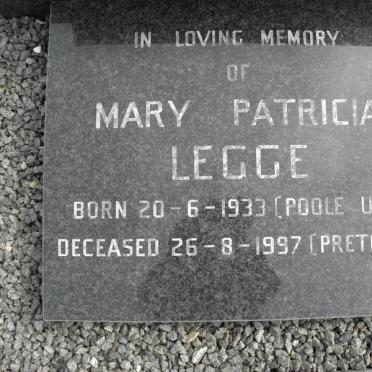 IN LOVING MEMORY
OF
MARY PATRICIA
LEGGE
BORN 20-6-1933 (POOLE U
DECEASED 26-8-1997 (PRET